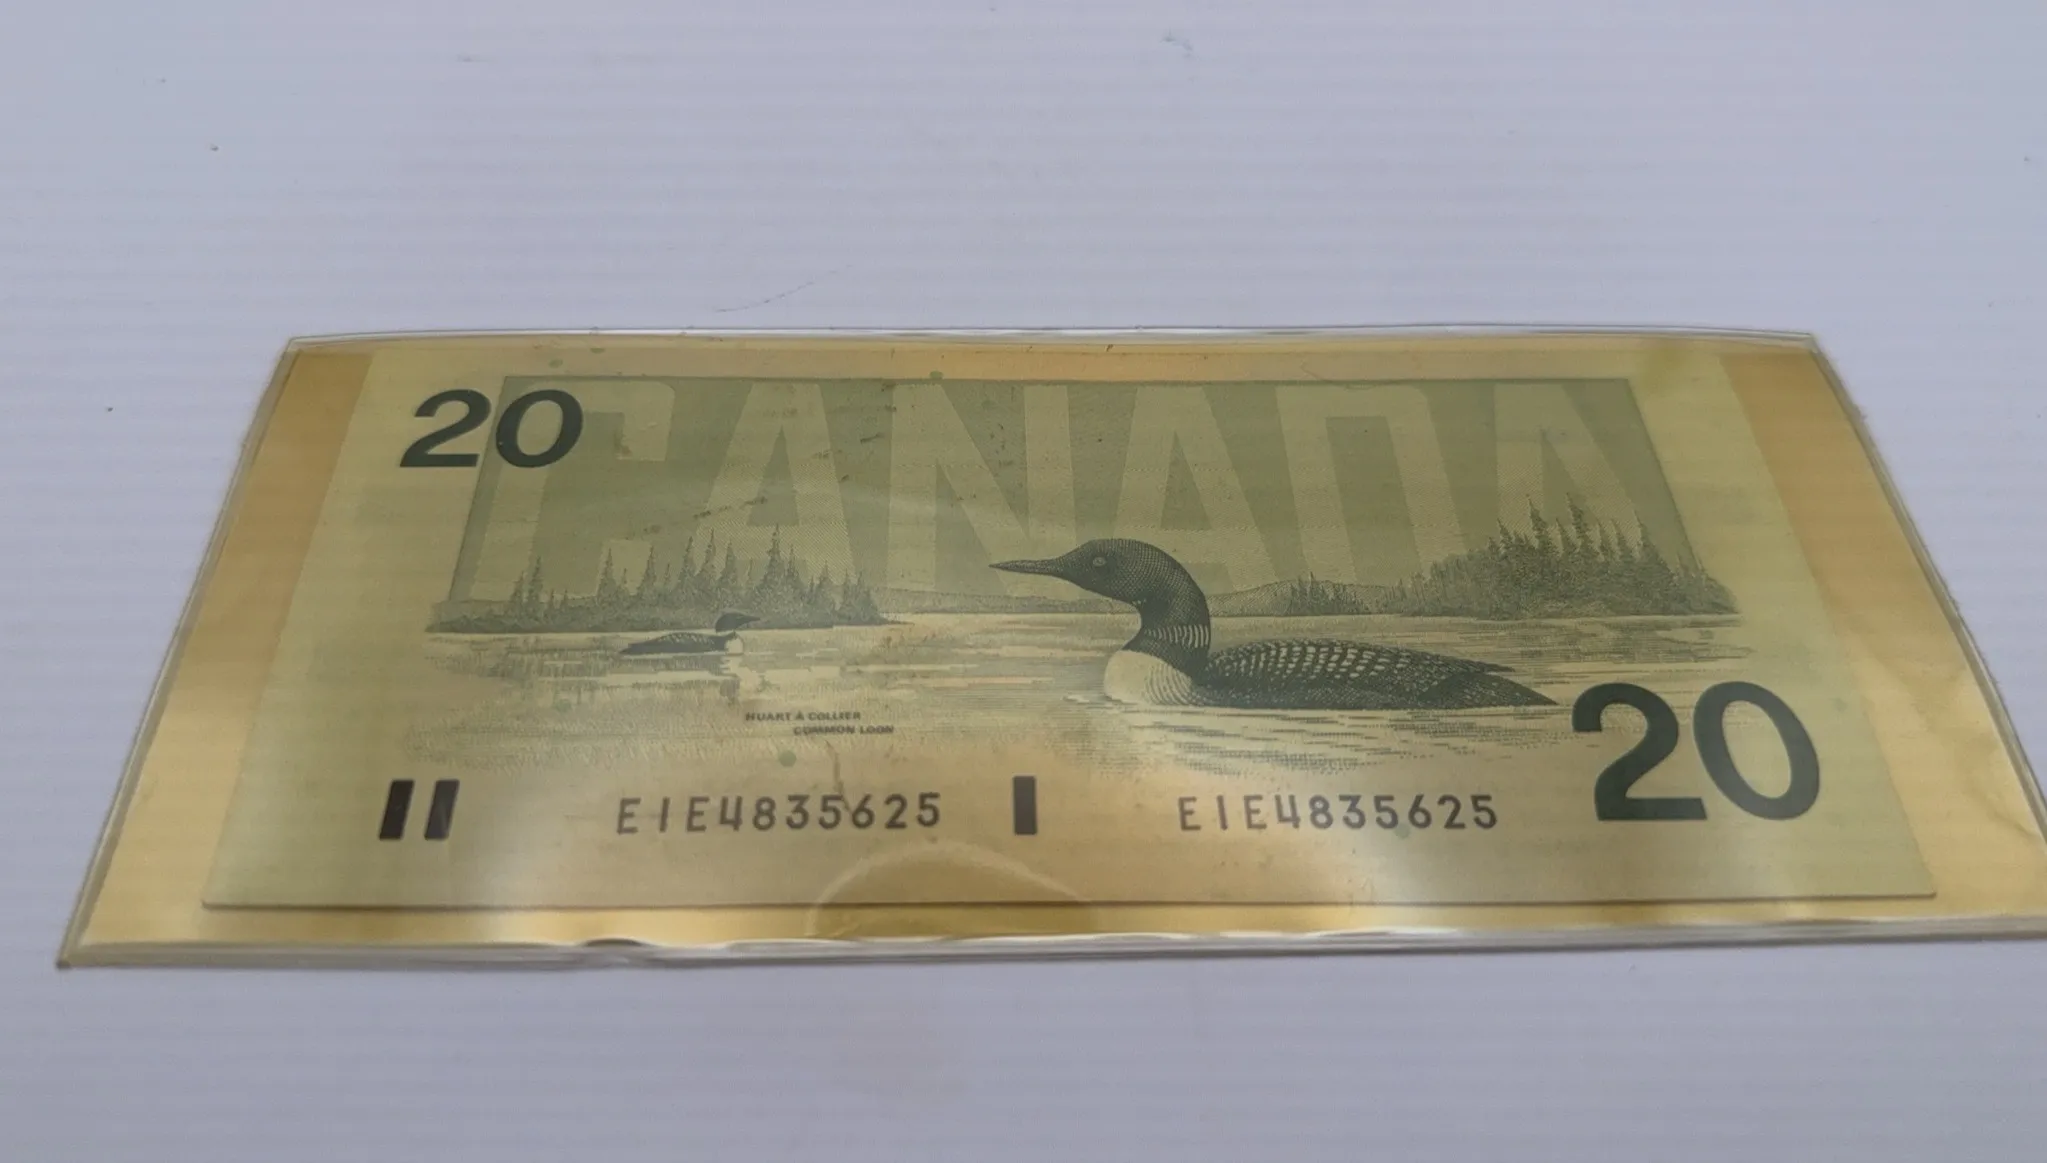 20
CANADA
HUART À COLLIER
COMMON LOON
EIE4835625 EIE4835625
20